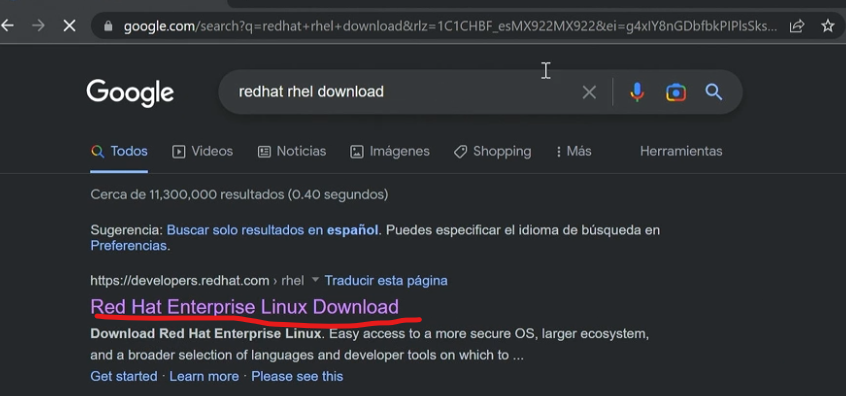 google.com/search?q=redhat+rhel+download&rlz=1C1CHBF_esMX922MX922&ei=g4xIY8nGDbfbkPIPlsSks...
Google
redhat rhel download
Todos Videos Noticias Imágenes Shopping Más Herramientas
Cerca de 11,300,000 resultados (0.40 segundos)
Sugerencia: Buscar solo resultados en español. Puedes especificar el idioma de búsqueda en
Preferencias.
https://developers.redhat.com › rhel Traducir esta página
Red Hat Enterprise Linux Download
Download Red Hat Enterprise Linux. Easy access to a more secure OS, larger ecosystem,
and a broader selection of languages and developer tools on which to ...
Get started · Learn more · Please see this